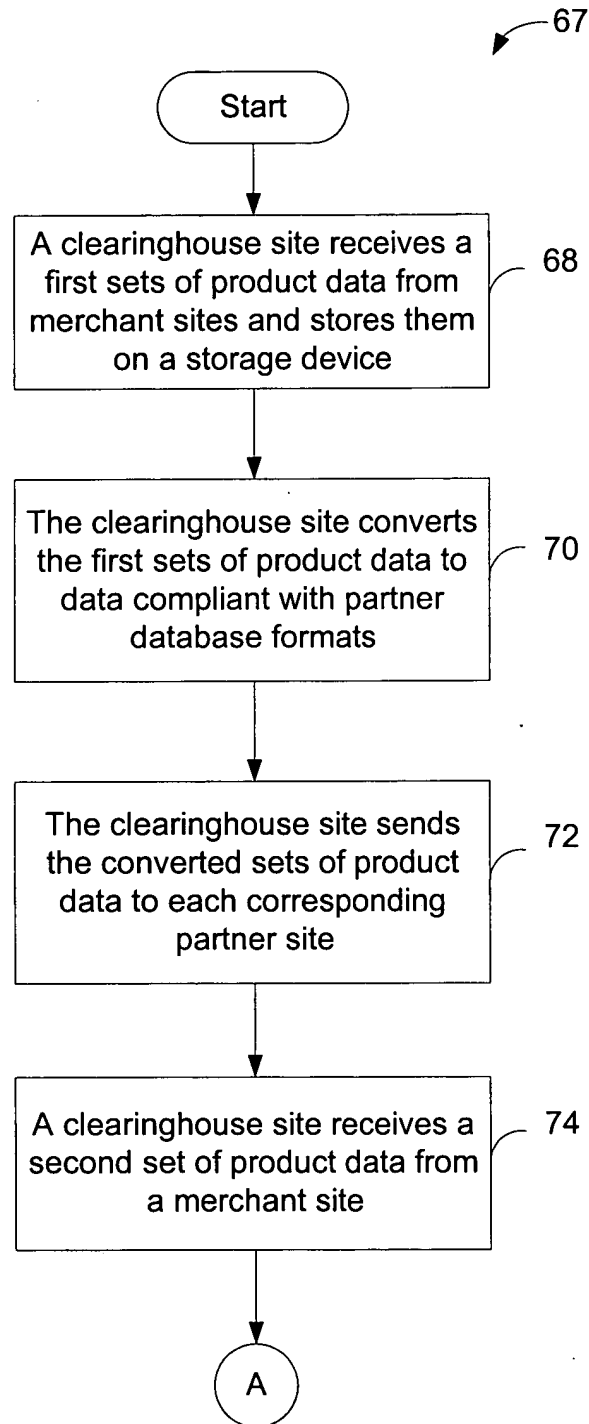 67
Start
A clearinghouse site receives a
first sets of product data from
merchant sites and stores them
on a storage device
68
The clearinghouse site converts
the first sets of product data to
data compliant with partner
database formats
70
The clearinghouse site sends
the converted sets of product
data to each corresponding
partner site
72
A clearinghouse site receives a
second set of product data from
a merchant site
74
A